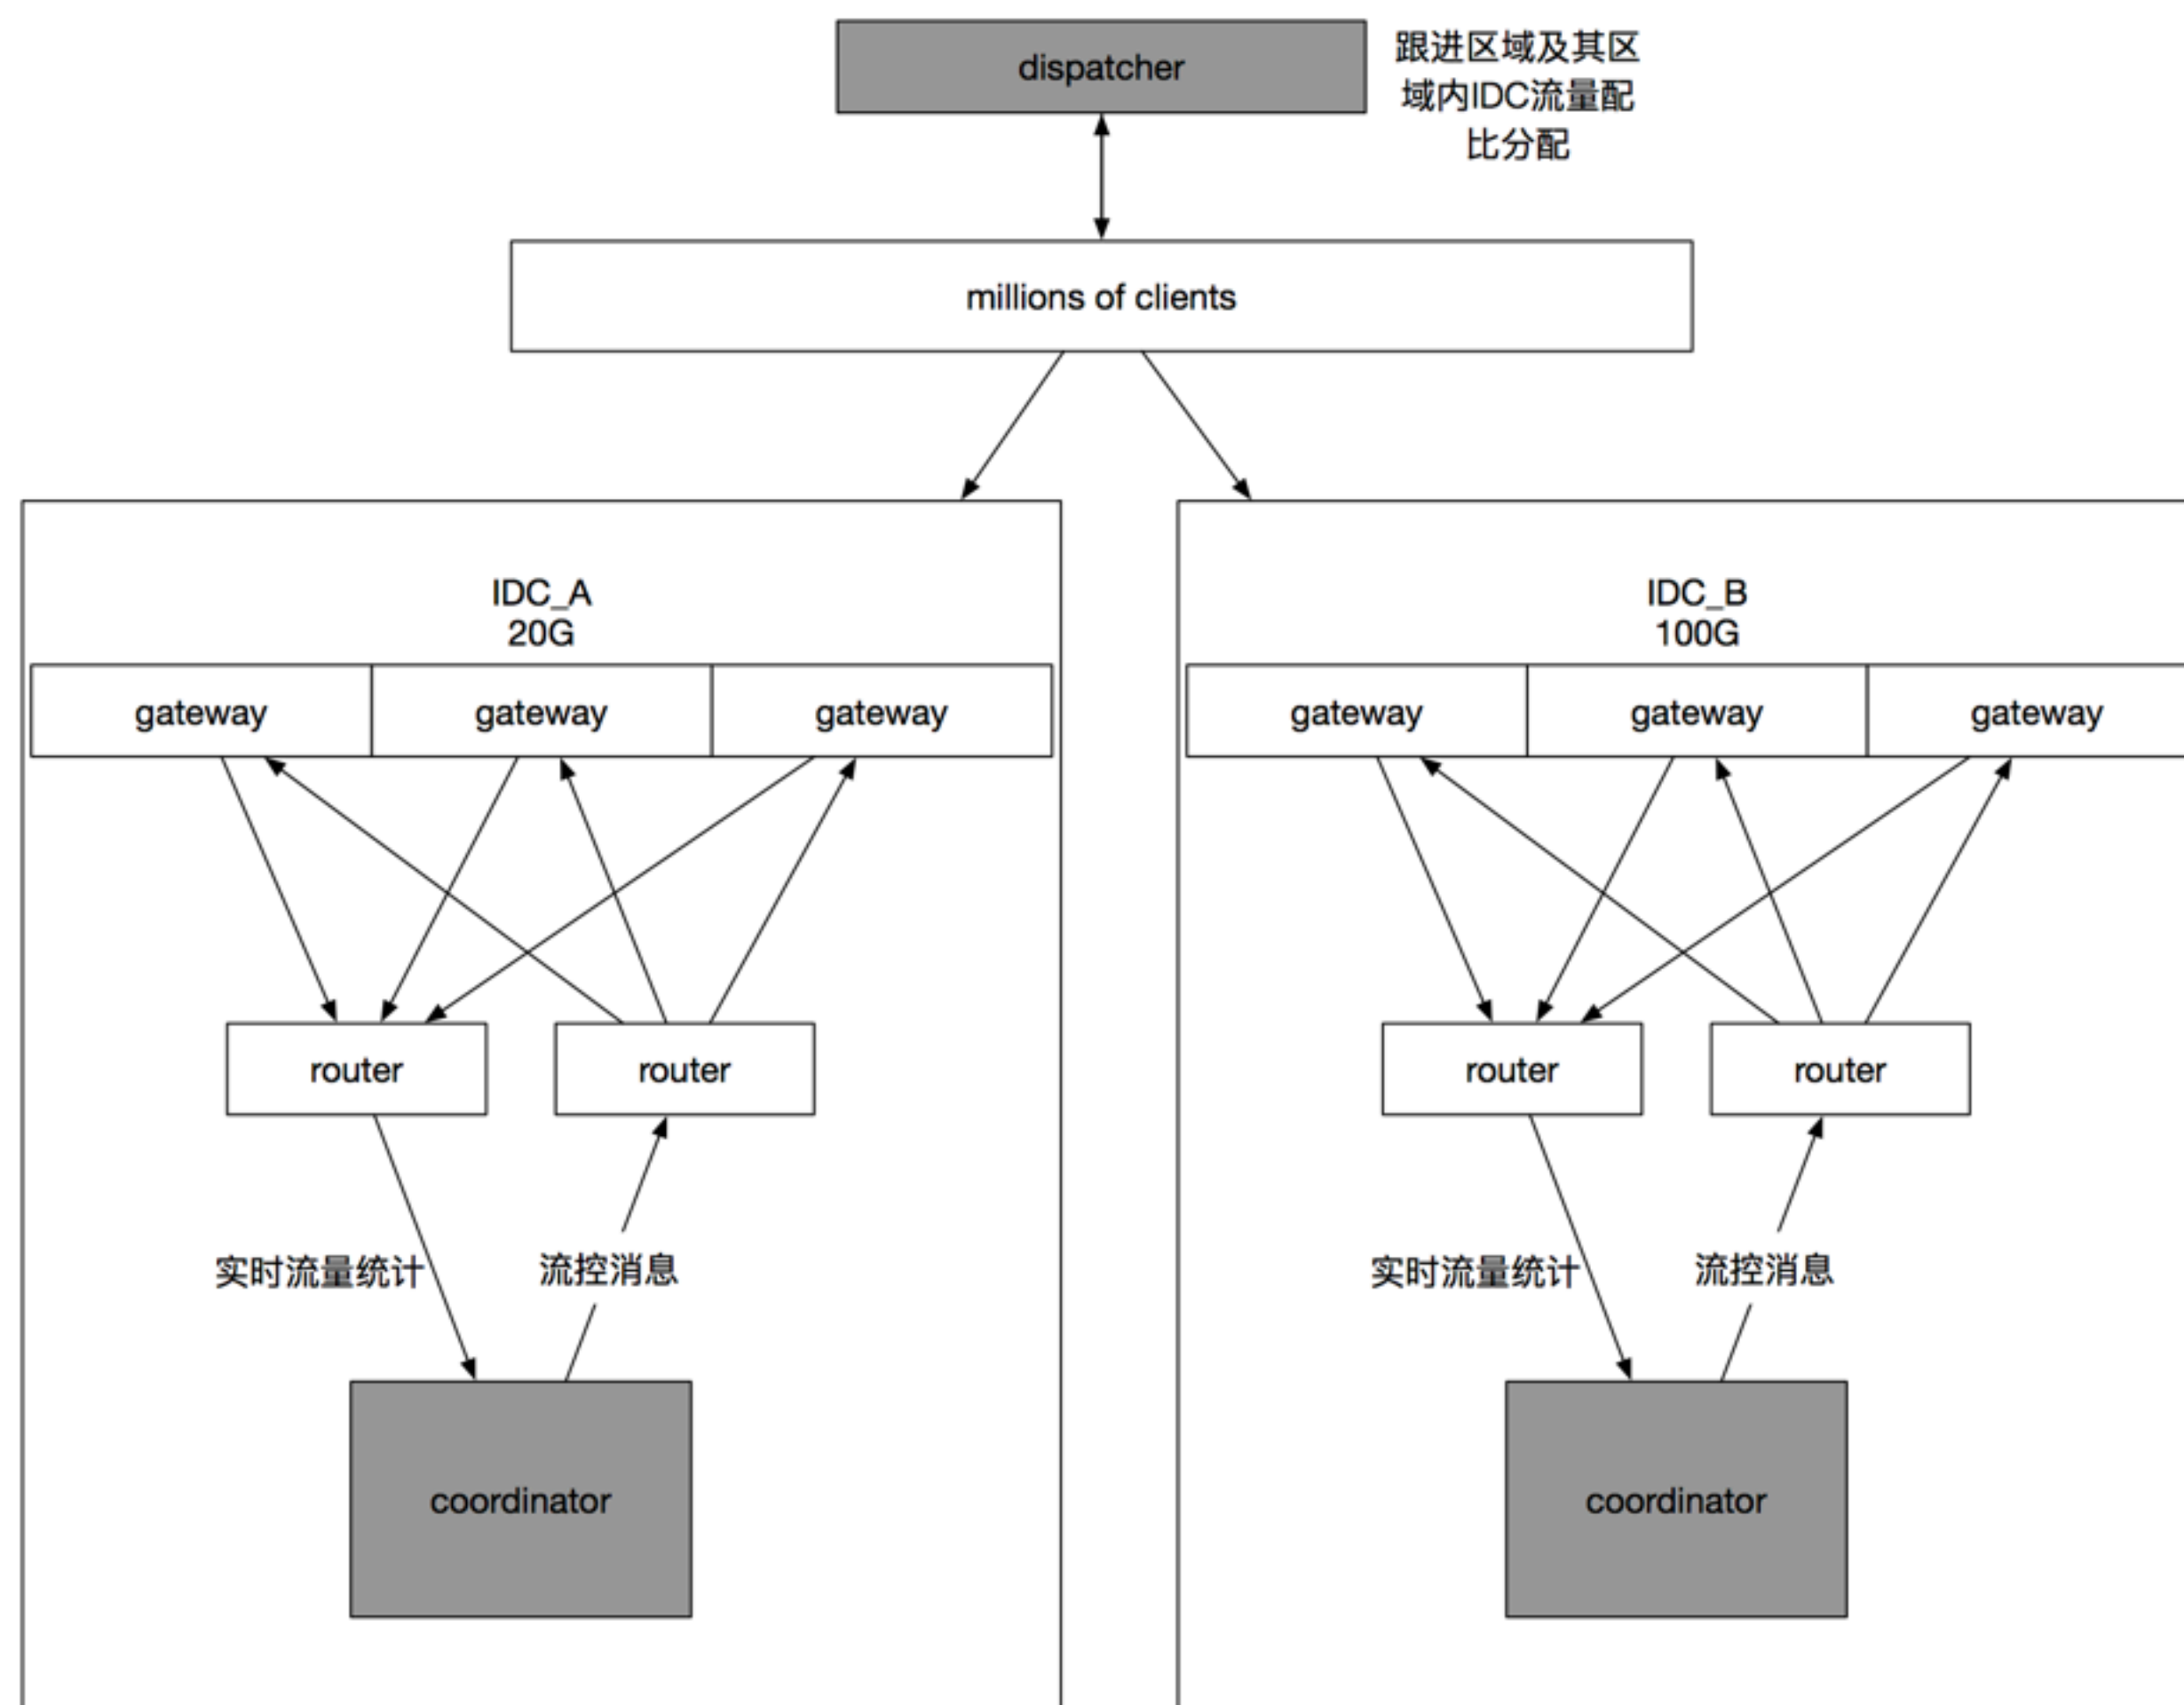 dispatcher
跟进区域及其区
域内IDC流量配
比分配
millions of clients
IDC_A
20G
IDC_B
100G
gateway
gateway
gateway
gateway
gateway
gateway
router
router
router
router
实时流量统计
流控消息
实时流量统计
流控消息
coordinator
coordinator